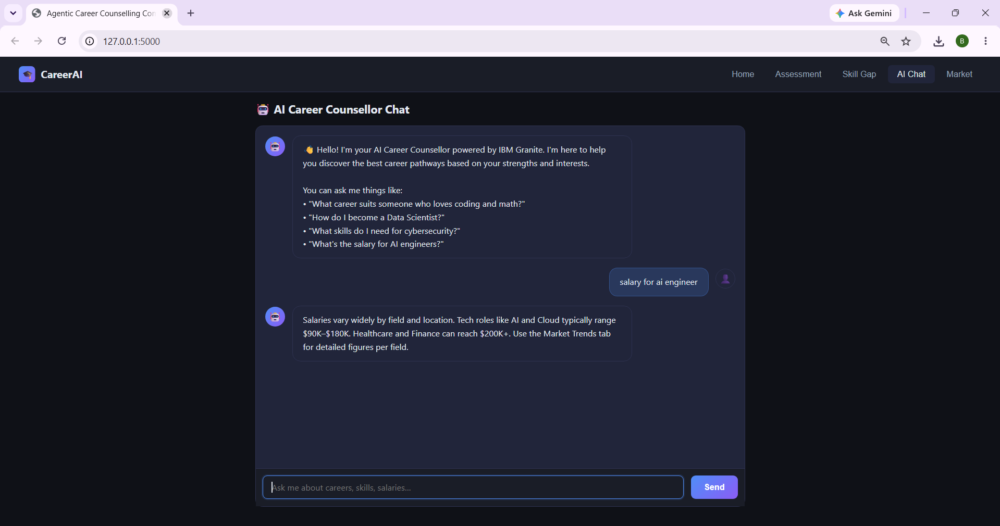 Agentic Career Counselling Con
Ask Gemini
127.0.0.1:5000
B
CareerAI
Home
Assessment
Skill Gap
AI Chat
Market
AI Career Counsellor Chat
👋 Hello! I'm your AI Career Counsellor powered by IBM Granite. I'm here to help
you discover the best career pathways based on your strengths and interests.
You can ask me things like:
• "What career suits someone who loves coding and math?"
• "How do I become a Data Scientist?"
• "What skills do I need for cybersecurity?"
• "What's the salary for AI engineers?"
salary for ai engineer
Salaries vary widely by field and location. Tech roles like AI and Cloud typically range
$90K–$180K. Healthcare and Finance can reach $200K+. Use the Market Trends tab
for detailed figures per field.
Ask me about careers, skills, salaries...
Send